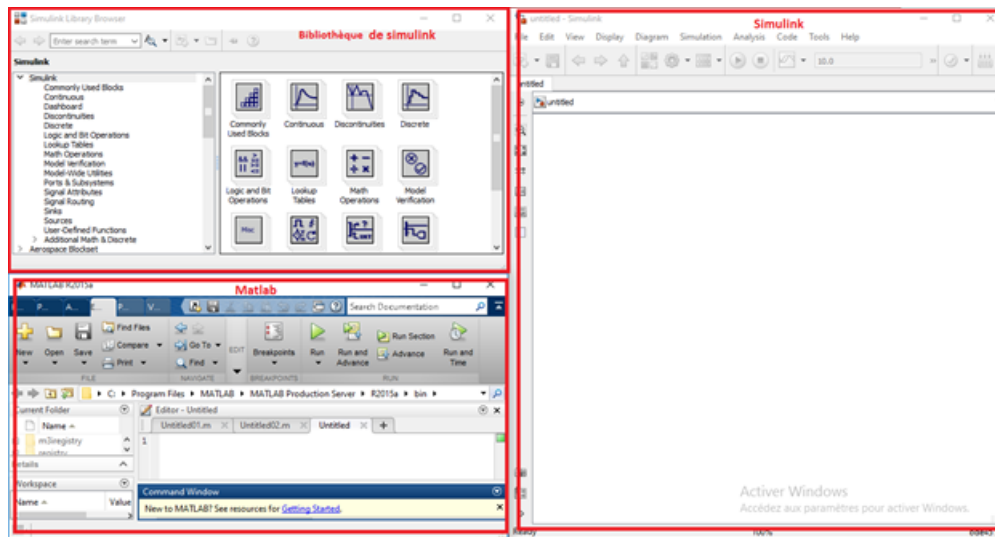 Simulink Library Browser
Enter search term
Bibliothèque de simulink
Simulink
Simulink
Commonly Used Blocks
Continuous
Dashboard
Discontinuities
Discrete
Logic and Bit Operations
Lookup Tables
Math Operations
Model Verification
Model-Wide Utilities
Ports & Subsystems
Signal Attributes
Signal Routing
Sinks
Sources
User-Defined Functions
Additional Math & Discrete
Aerospace Blockset
Commonly Used Blocks
Continuous
Discontinuities
Discrete
Logic and Bit Operations
Lookup Tables
Math Operations
Model Verification
Misc
untitled - Simulink
Simulink
File Edit View Display Diagram Simulation Analysis Code Tools Help
10.0
untitled
untitled
Activer Windows
Accédez aux paramètres pour activer Windows.
Ready 100% ode45
MATLAB R2015a
Matlab
P... A... E... P... V...
Search Documentation
New Open Save
Find Files
Compare
Print
Go To
Find
EDIT
Breakpoints
Run
Run and Advance
Run Section
Advance
Run and Time
FILE NAVIGATE BREAKPOINTS RUN
C: Program Files MATLAB MATLAB Production Server R2015a bin
Current Folder
Name
m3iregistry
registry
Details
Workspace
Name Value
Editor - Untitled
Untitled01.m Untitled02.m Untitled
1
Command Window
New to MATLAB? See resources for Getting Started.